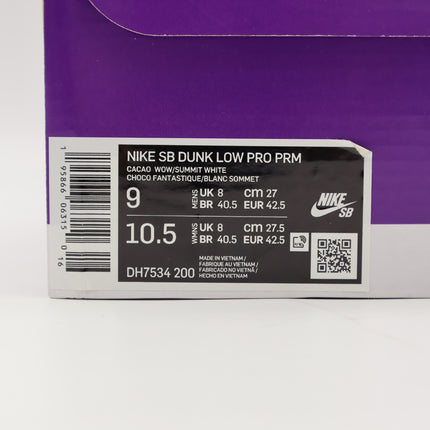 NIKE SB DUNK LOW PRO PRM
CACAO WOW/SUMMIT WHITE
CHOCO FANTASTIQUE/BLANC SOMMET
9 MENS UK 8 cm 27
BR 40.5 EUR 42.5
10.5 WMNS UK 8 cm 27.5
BR 40.5 EUR 42.5
DH7534 200
MADE IN VIETNAM /
FABRIQUE AU VIETNAM /
FABRICADO NO VIETNÃ /
HECHO EN VIETNAM
NIKE SB
1 95866 06315 0 16